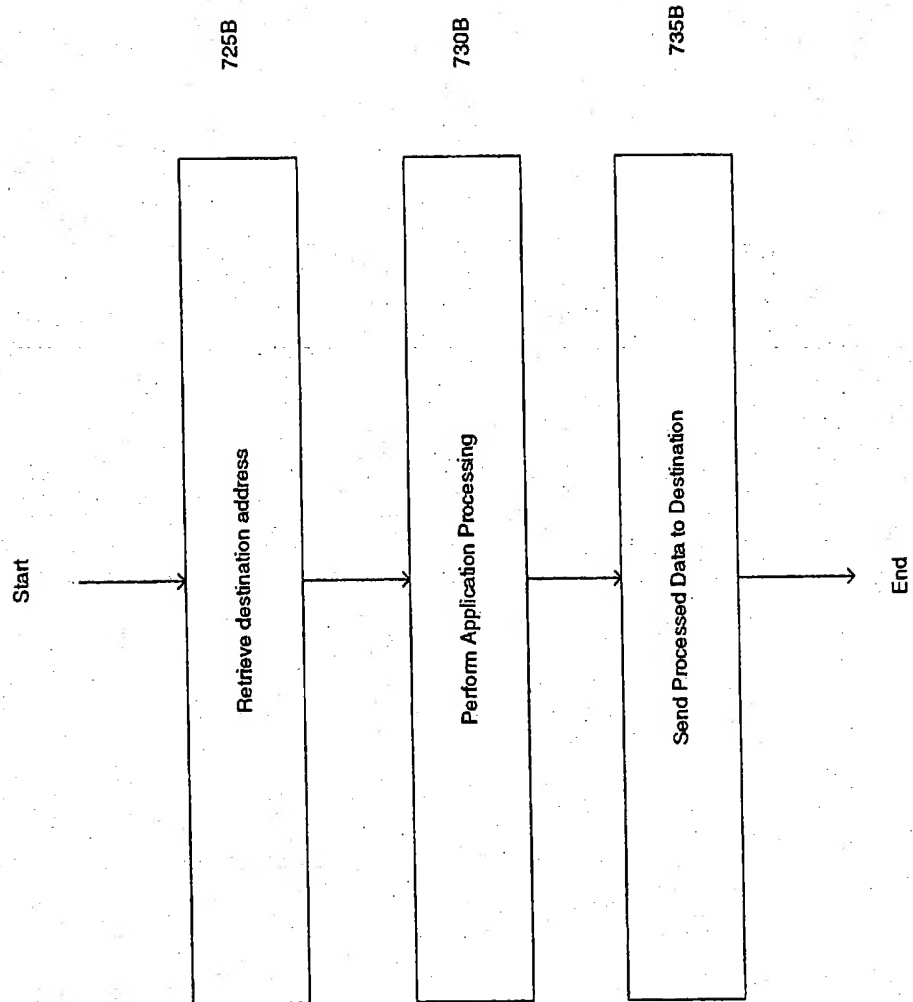 Start
Retrieve destination address
725B
Perform Application Processing
730B
Send Processed Data to Destination
735B
End